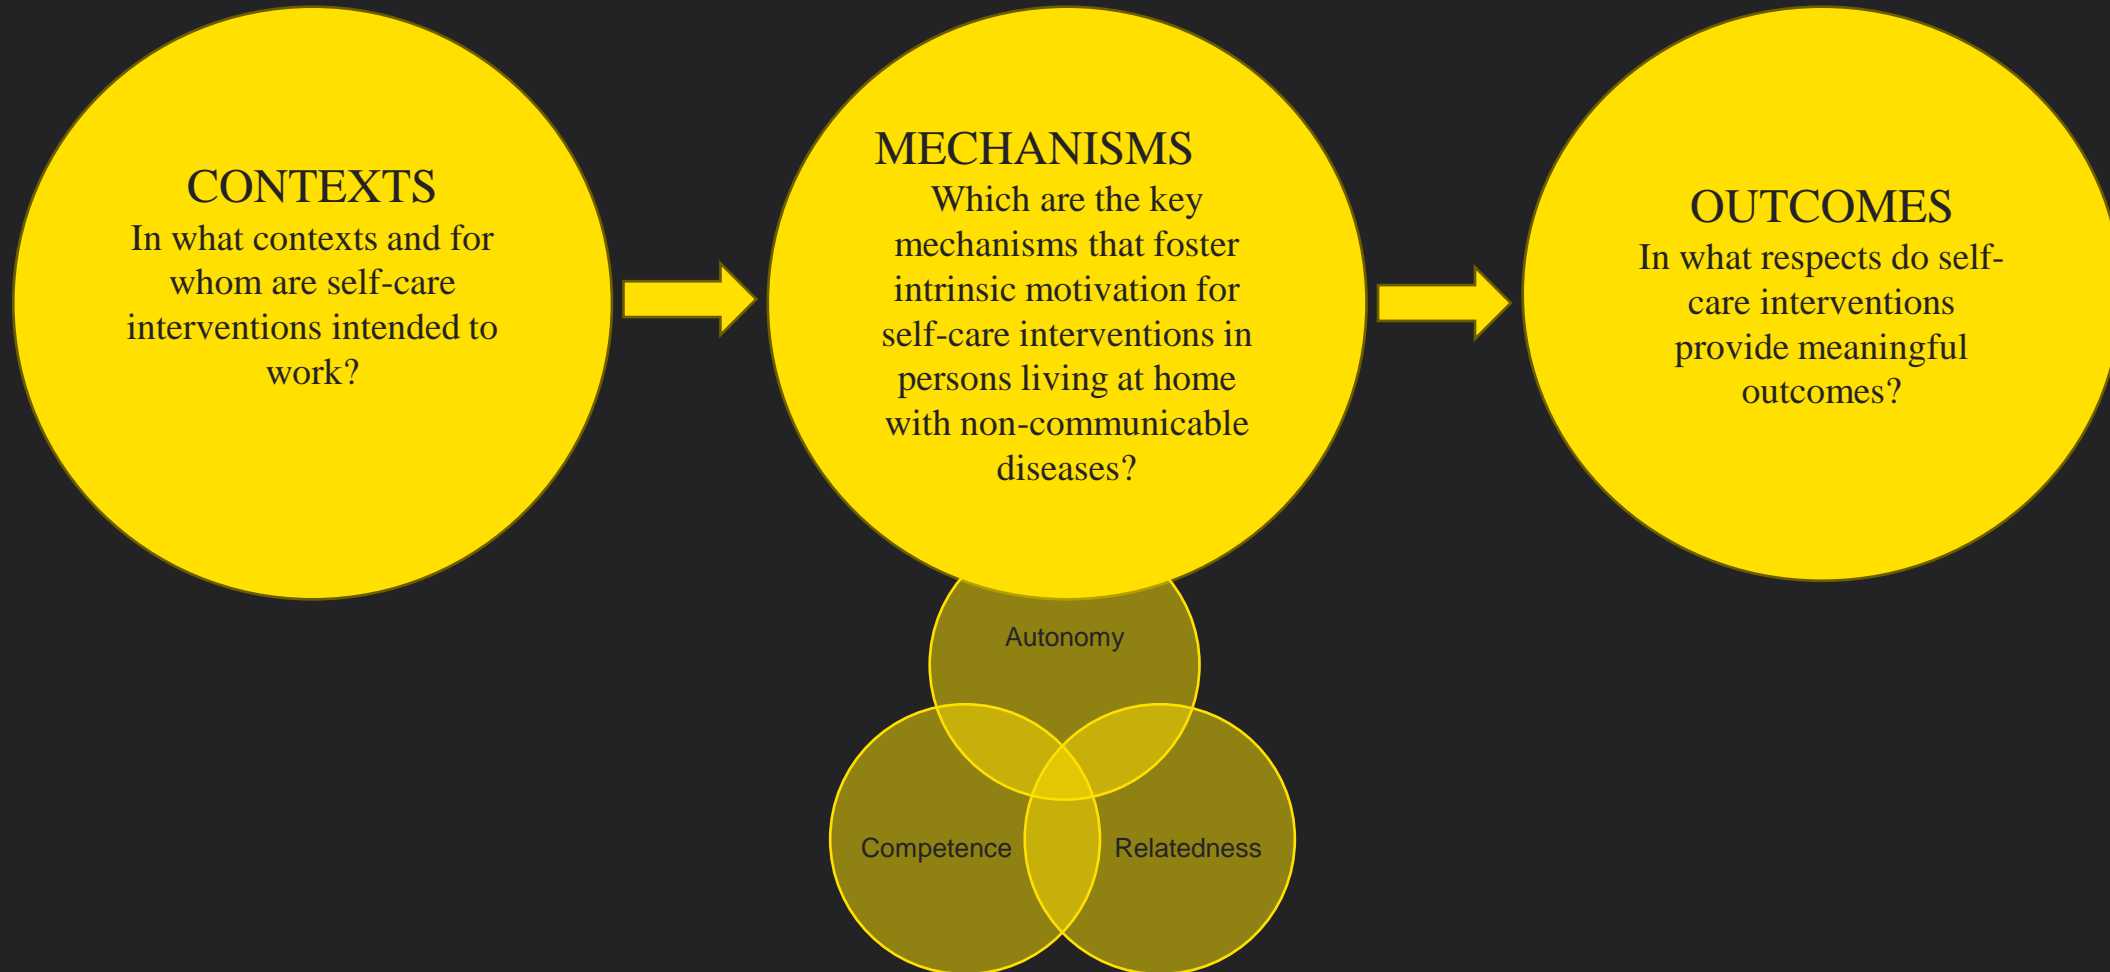 CONTEXTS
In what contexts and for
whom are self-care
interventions intended to
work?
MECHANISMS
Which are the key
mechanisms that foster
intrinsic motivation for
self-care interventions in
persons living at home
with non-communicable
diseases?
OUTCOMES
In what respects do self-
care interventions
provide meaningful
outcomes?
Autonomy
Competence
Relatedness